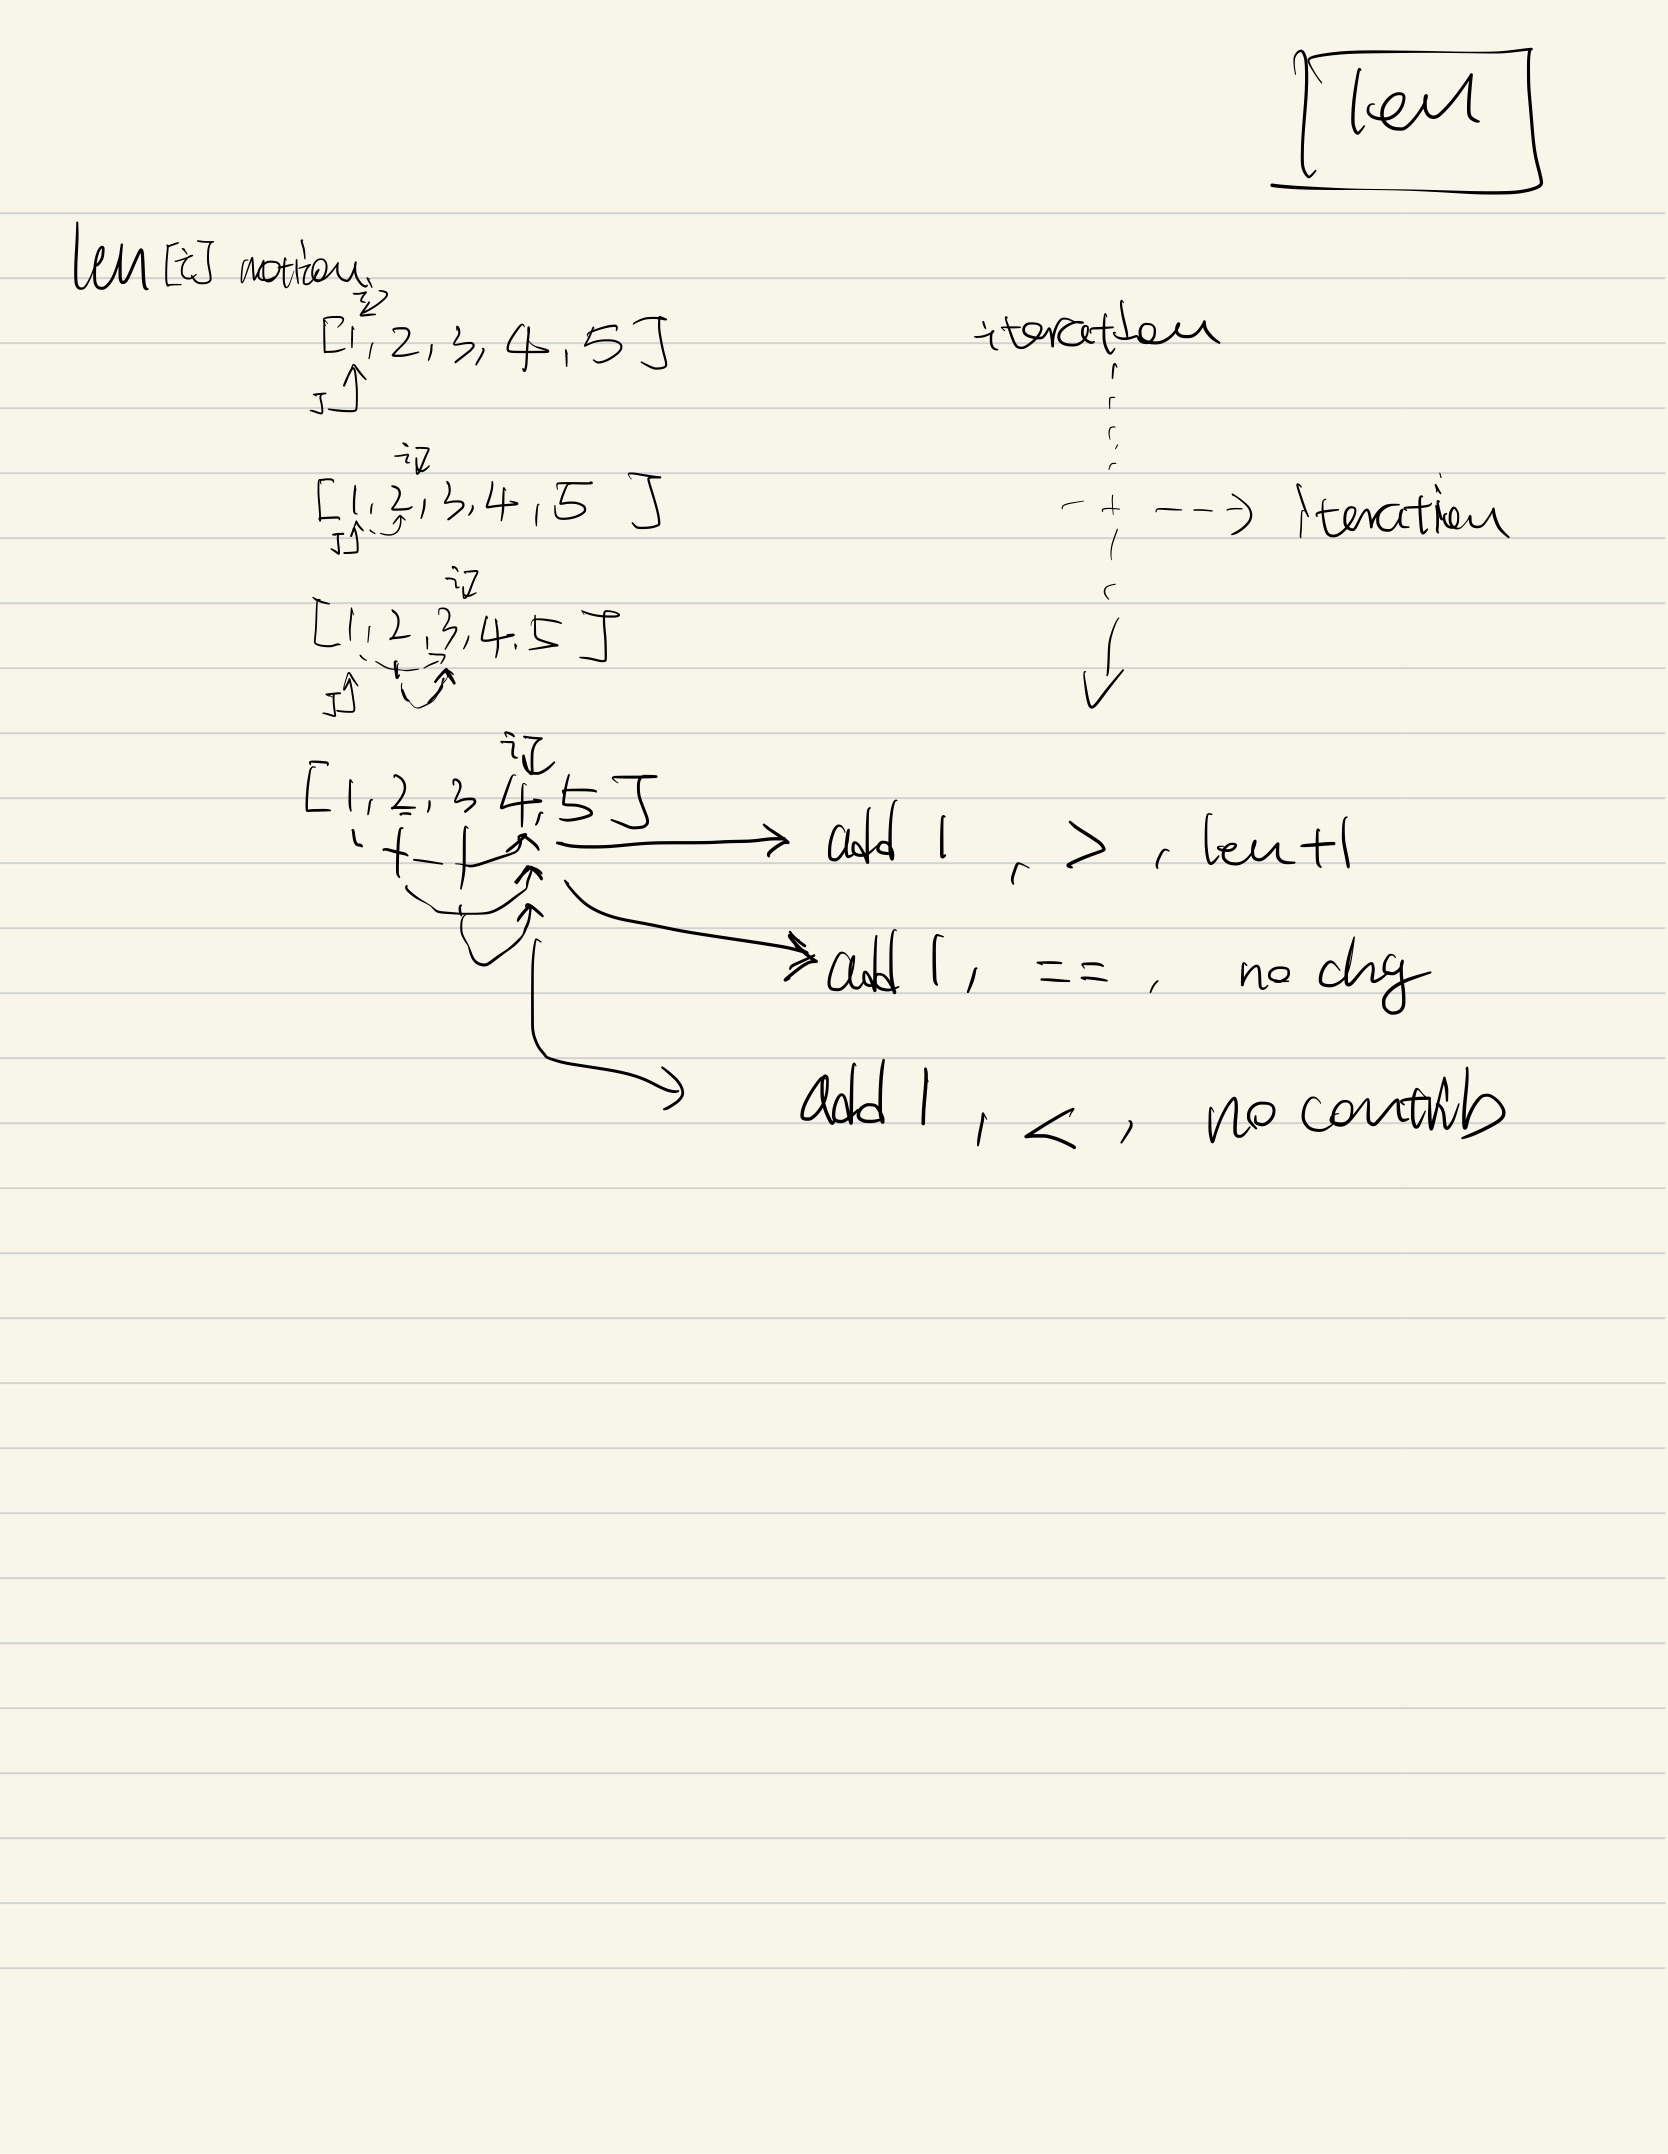 len
len[i] notion
i
[1, 2, 3, 4, 5]
J
iteration
i
[1, 2, 3, 4, 5]
J
iteration
i
[1, 2, 3, 4, 5]
J
i
[1, 2, 3 4, 5]
add 1, >, len+1
add 1, ==, no chg
add 1, <, no contrib